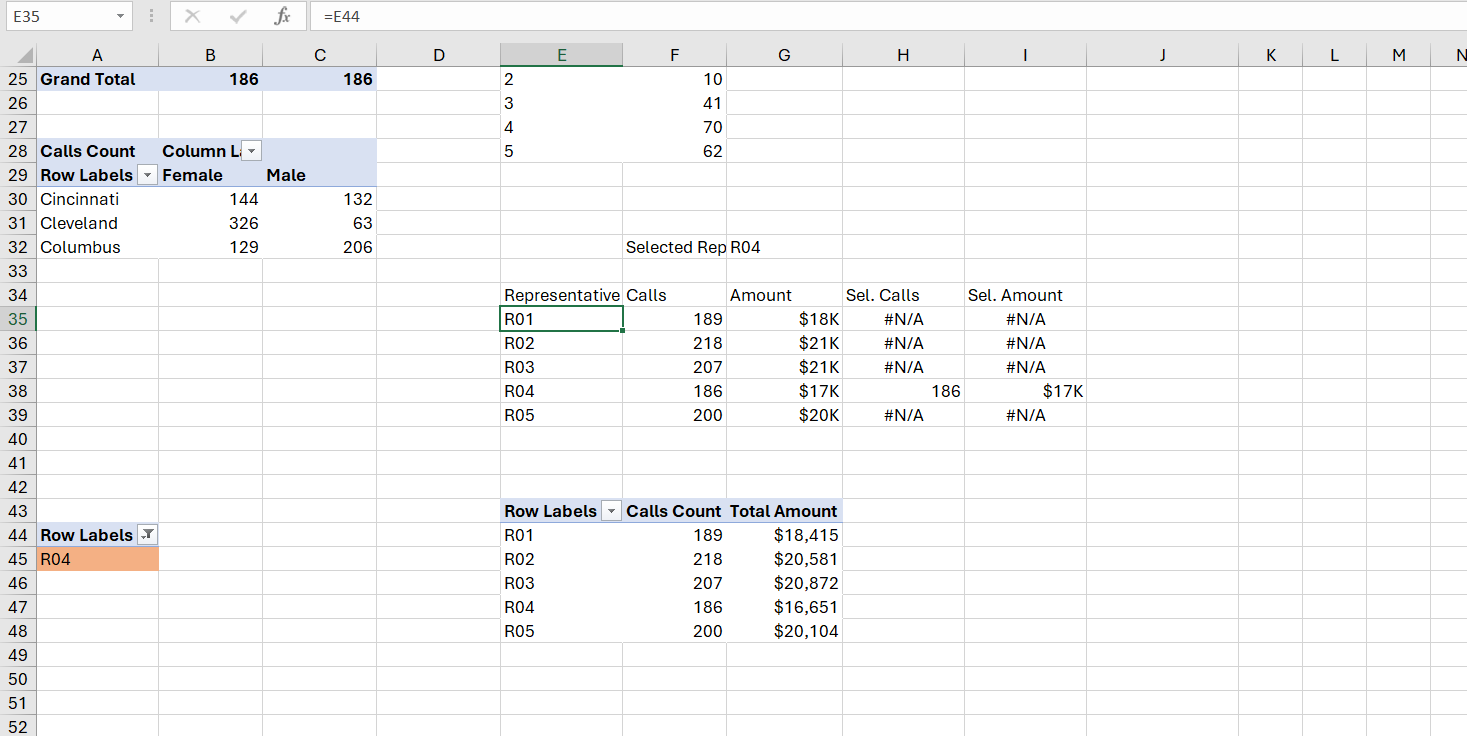 E35 fx =E44
A B C D E F G H I J K L M N
25 Grand Total 186 186 2 10
26 3 41
27 4 70
28 Calls Count Column La 5 62
29 Row Labels Female Male
30 Cincinnati 144 132
31 Cleveland 326 63
32 Columbus 129 206 Selected Rep R04
33
34 Representative Calls Amount Sel. Calls Sel. Amount
35 R01 189 $18K #N/A #N/A
36 R02 218 $21K #N/A #N/A
37 R03 207 $21K #N/A #N/A
38 R04 186 $17K 186 $17K
39 R05 200 $20K #N/A #N/A
40
41
42
43 Row Labels Calls Count Total Amount
44 Row Labels R01 189 $18,415
45 R04 R02 218 $20,581
46 R03 207 $20,872
47 R04 186 $16,651
48 R05 200 $20,104
49
50
51
52